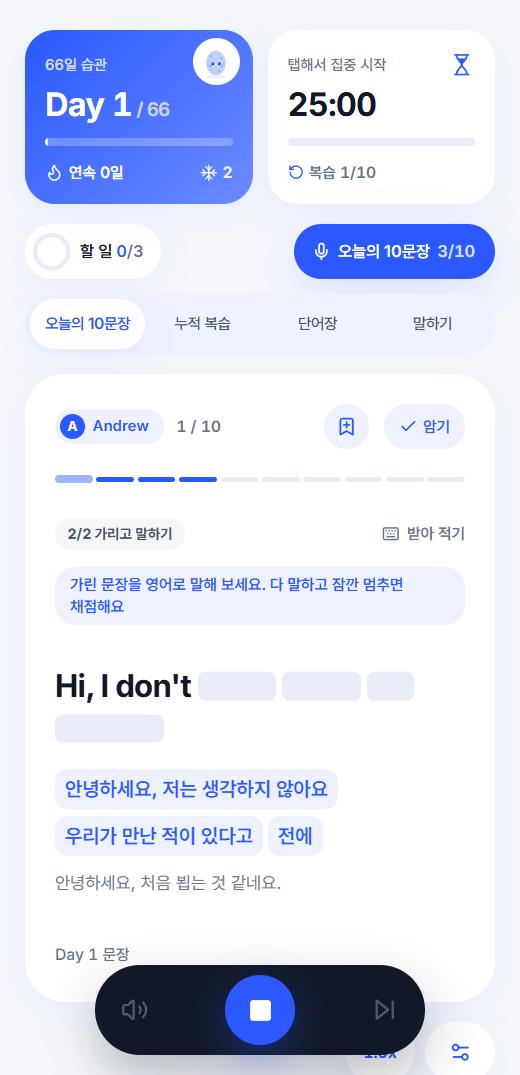 66일 습관
Day 1 / 66
연속 0일
2
탭해서 집중 시작
25:00
복습 1/10
할 일 0/3
오늘의 10문장 3/10
오늘의 10문장
누적 복습
단어장
말하기
A Andrew
1 / 10
암기
2/2 가리고 말하기
받아 적기
가린 문장을 영어로 말해 보세요. 다 말하고 잠깐 멈추면
채점해요
Hi, I don't
안녕하세요, 저는 생각하지 않아요
우리가 만난 적이 있다고 전에
안녕하세요, 처음 뵙는 것 같네요.
Day 1 문장